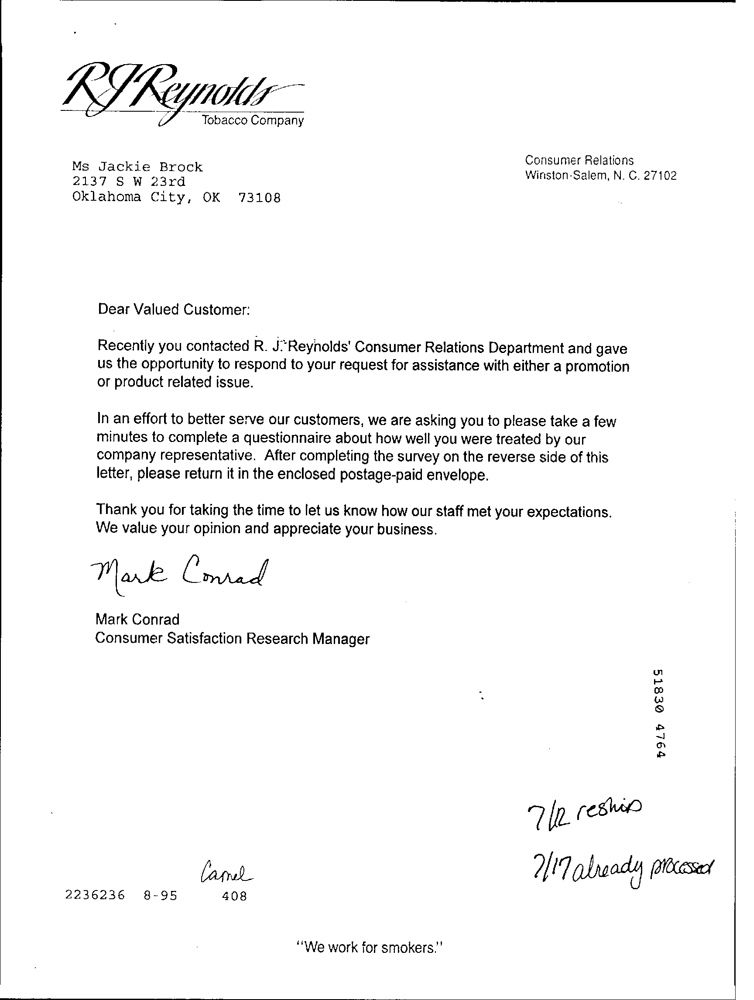 RJReynolds
Tobacco Company
Ms Jackie Brock
2137 S W 23rd
Oklahoma City, OK 73108
Consumer Relations
Winston-Salem, N. C. 27102
Dear Valued Customer:
Recently you contacted R. J. Reynolds' Consumer Relations Department and gave
us the opportunity to respond to your request for assistance with either a promotion
or product related issue.
In an effort to better serve our customers, we are asking you to please take a few
minutes to complete a questionnaire about how well you were treated by our
company representative. After completing the survey on the reverse side of this
letter, please return it in the enclosed postage-paid envelope.
Thank you for taking the time to let us know how our staff met your expectations.
We value your opinion and appreciate your business.
Mark Conrad
Mark Conrad
Consumer Satisfaction Research Manager
51830 4764
7/12 reship
7/17 already processed
Camel
2236236 8-95 408
"We work for smokers."